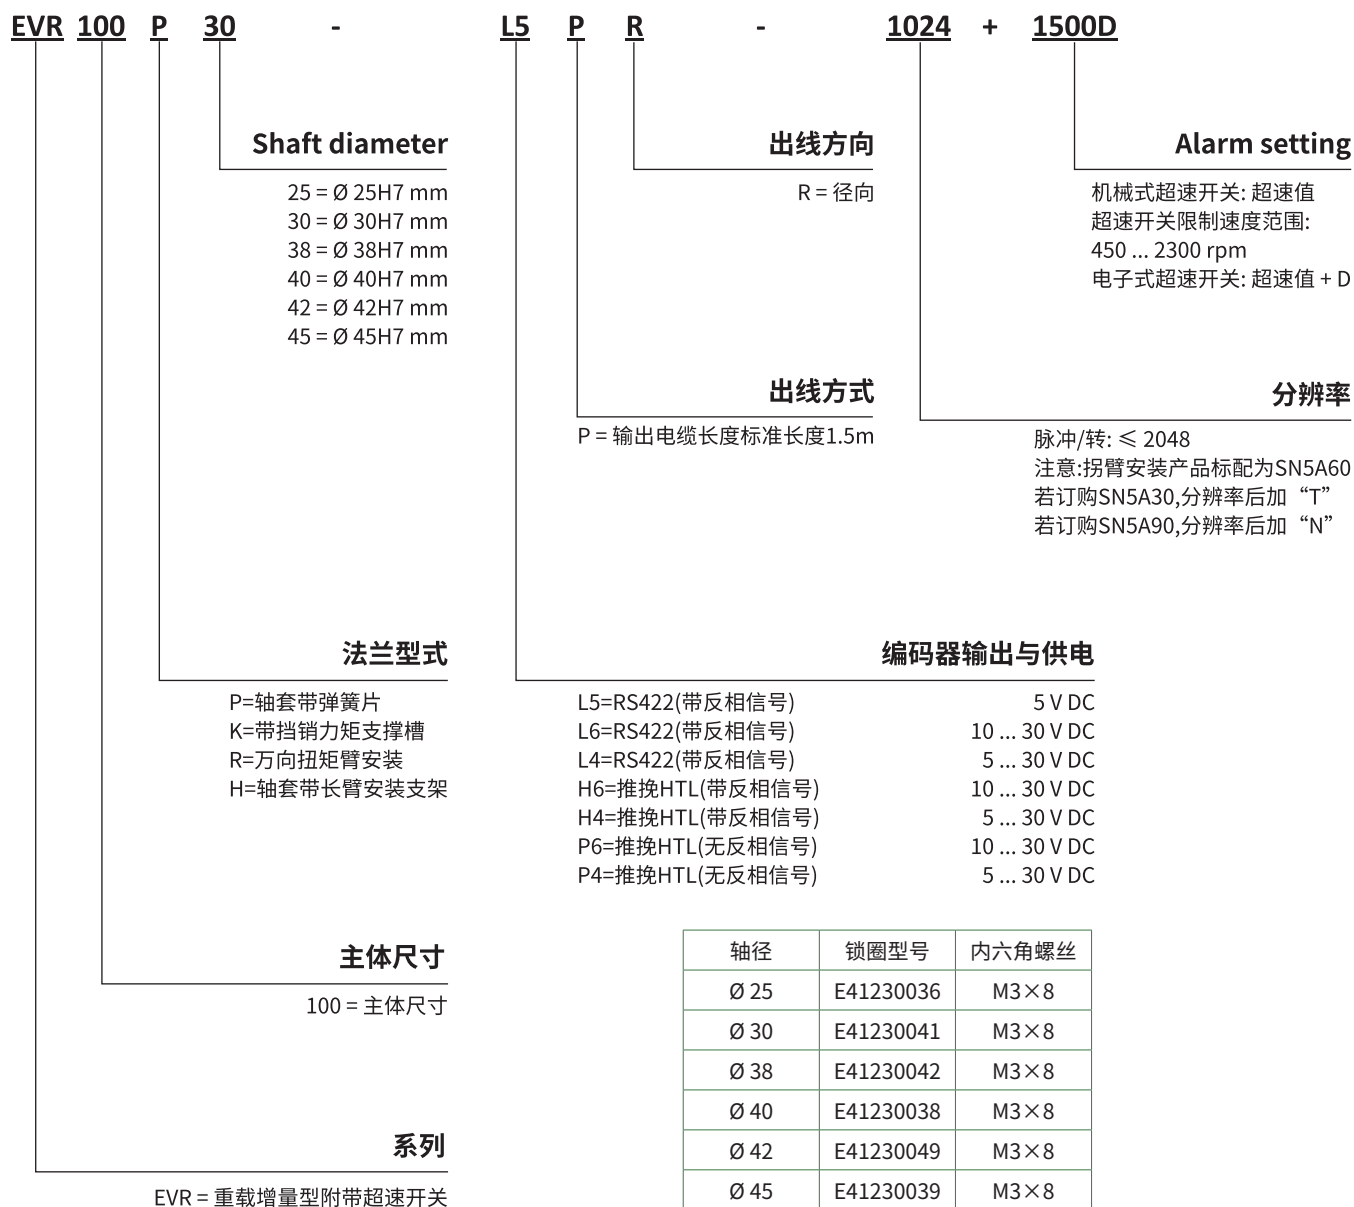 EVR 100 P 30 - L5 P R - 1024 + 1500D
Shaft diameter
25 = Ø 25H7 mm
30 = Ø 30H7 mm
38 = Ø 38H7 mm
40 = Ø 40H7 mm
42 = Ø 42H7 mm
45 = Ø 45H7 mm
出线方向
R = 径向
Alarm setting
机械式超速开关: 超速值
超速开关限制速度范围:
450 ... 2300 rpm
电子式超速开关: 超速值 + D
出线方式
P = 输出电缆长度标准长度1.5m
分辨率
脉冲/转: ≤ 2048
注意:拐臂安装产品标配为SN5A60
若订购SN5A30,分辨率后加“T”
若订购SN5A90,分辨率后加“N”
法兰型式
P=轴套带弹簧片
K=带挡销力矩支撑槽
R=万向扭矩臂安装
H=轴套带长臂安装支架
编码器输出与供电
L5=RS422(带反相信号) 5 V DC
L6=RS422(带反相信号) 10 ... 30 V DC
L4=RS422(带反相信号) 5 ... 30 V DC
H6=推挽HTL(带反相信号) 10 ... 30 V DC
H4=推挽HTL(带反相信号) 5 ... 30 V DC
P6=推挽HTL(无反相信号) 10 ... 30 V DC
P4=推挽HTL(无反相信号) 5 ... 30 V DC
主体尺寸
100 = 主体尺寸
系列
EVR = 重载增量型附带超速开关
轴径 锁圈型号 内六角螺丝
Ø 25 E41230036 M3×8
Ø 30 E41230041 M3×8
Ø 38 E41230042 M3×8
Ø 40 E41230038 M3×8
Ø 42 E41230049 M3×8
Ø 45 E41230039 M3×8